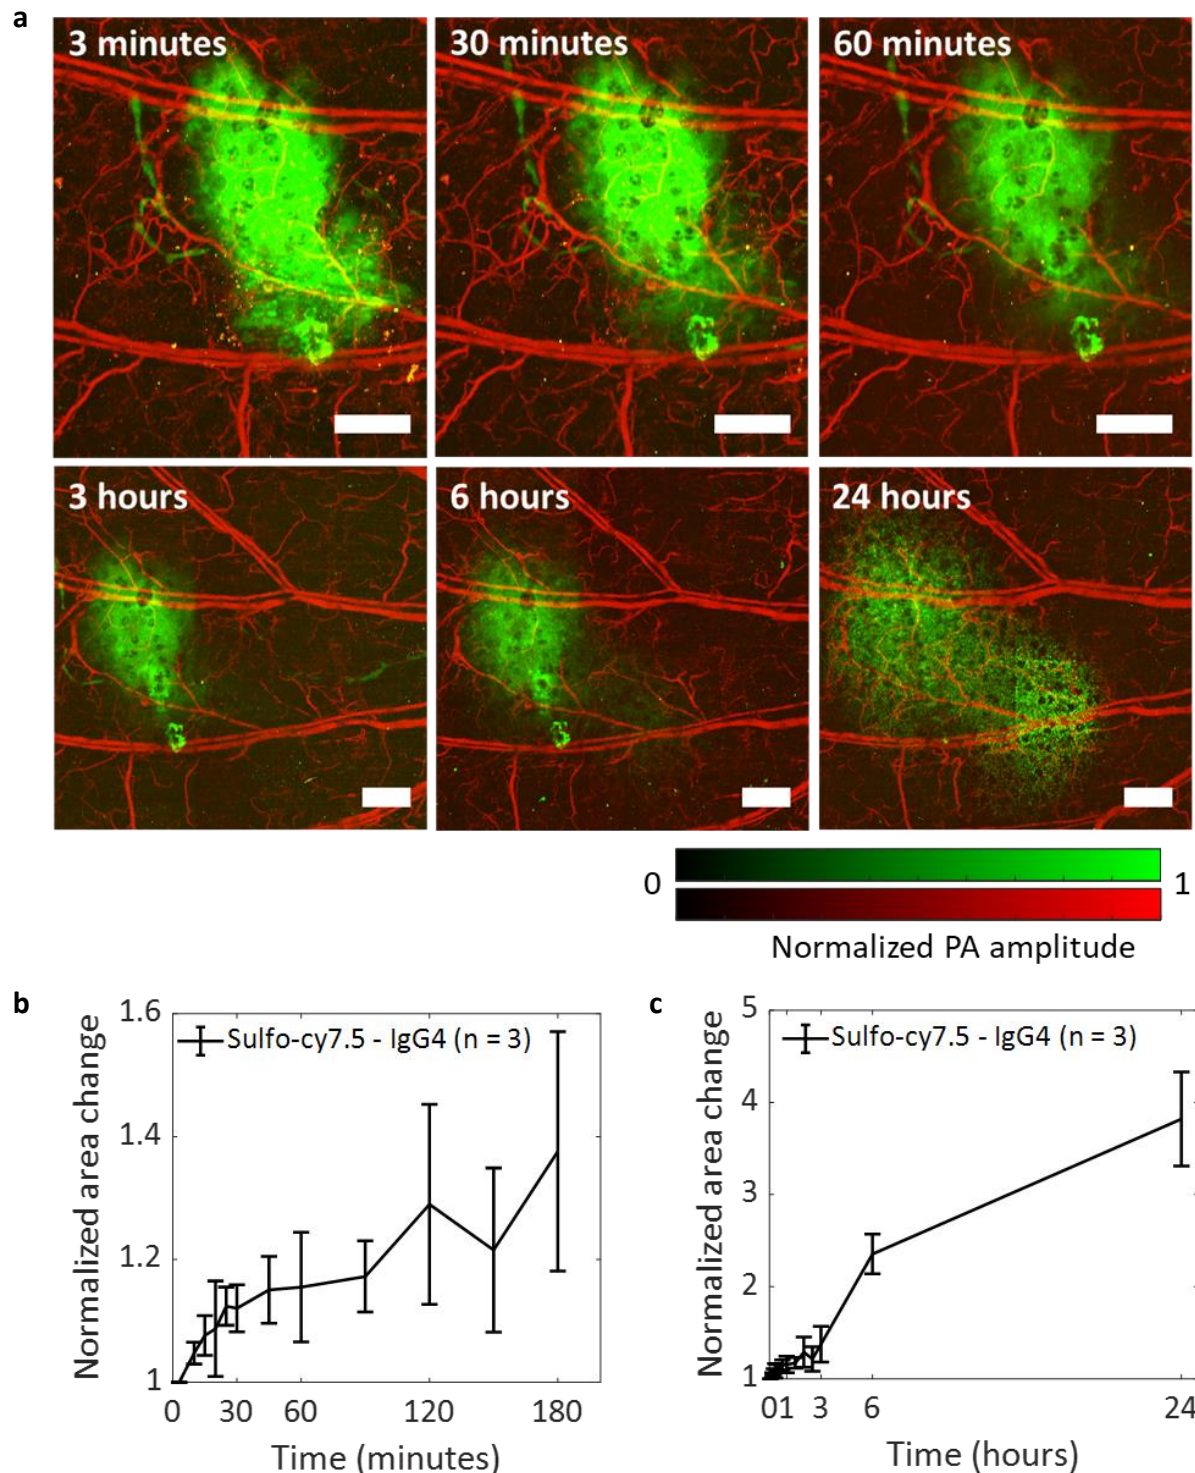 a
3 minutes
30 minutes
60 minutes
3 hours
6 hours
24 hours
0
1
Normalized PA amplitude
b
Normalized area change
1.6
1.4
1.2
1
Sulfo-cy7.5 - IgG4 (n = 3)
0 30 60 120 180
Time (minutes)
c
Normalized area change
5
4
3
2
1
Sulfo-cy7.5 - IgG4 (n = 3)
0 1 3 6 24
Time (hours)